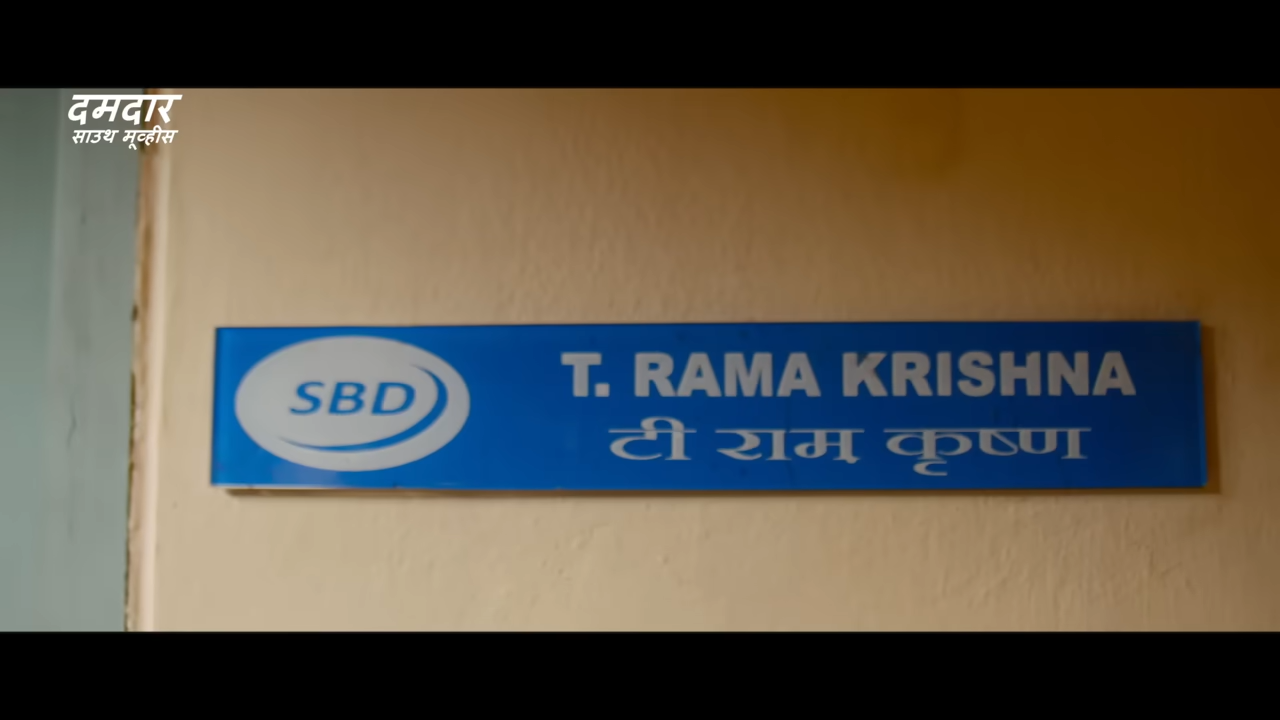 दमदार
साउथ मूव्हीस
SBD
T. RAMA KRISHNA
टी राम कृष्ण